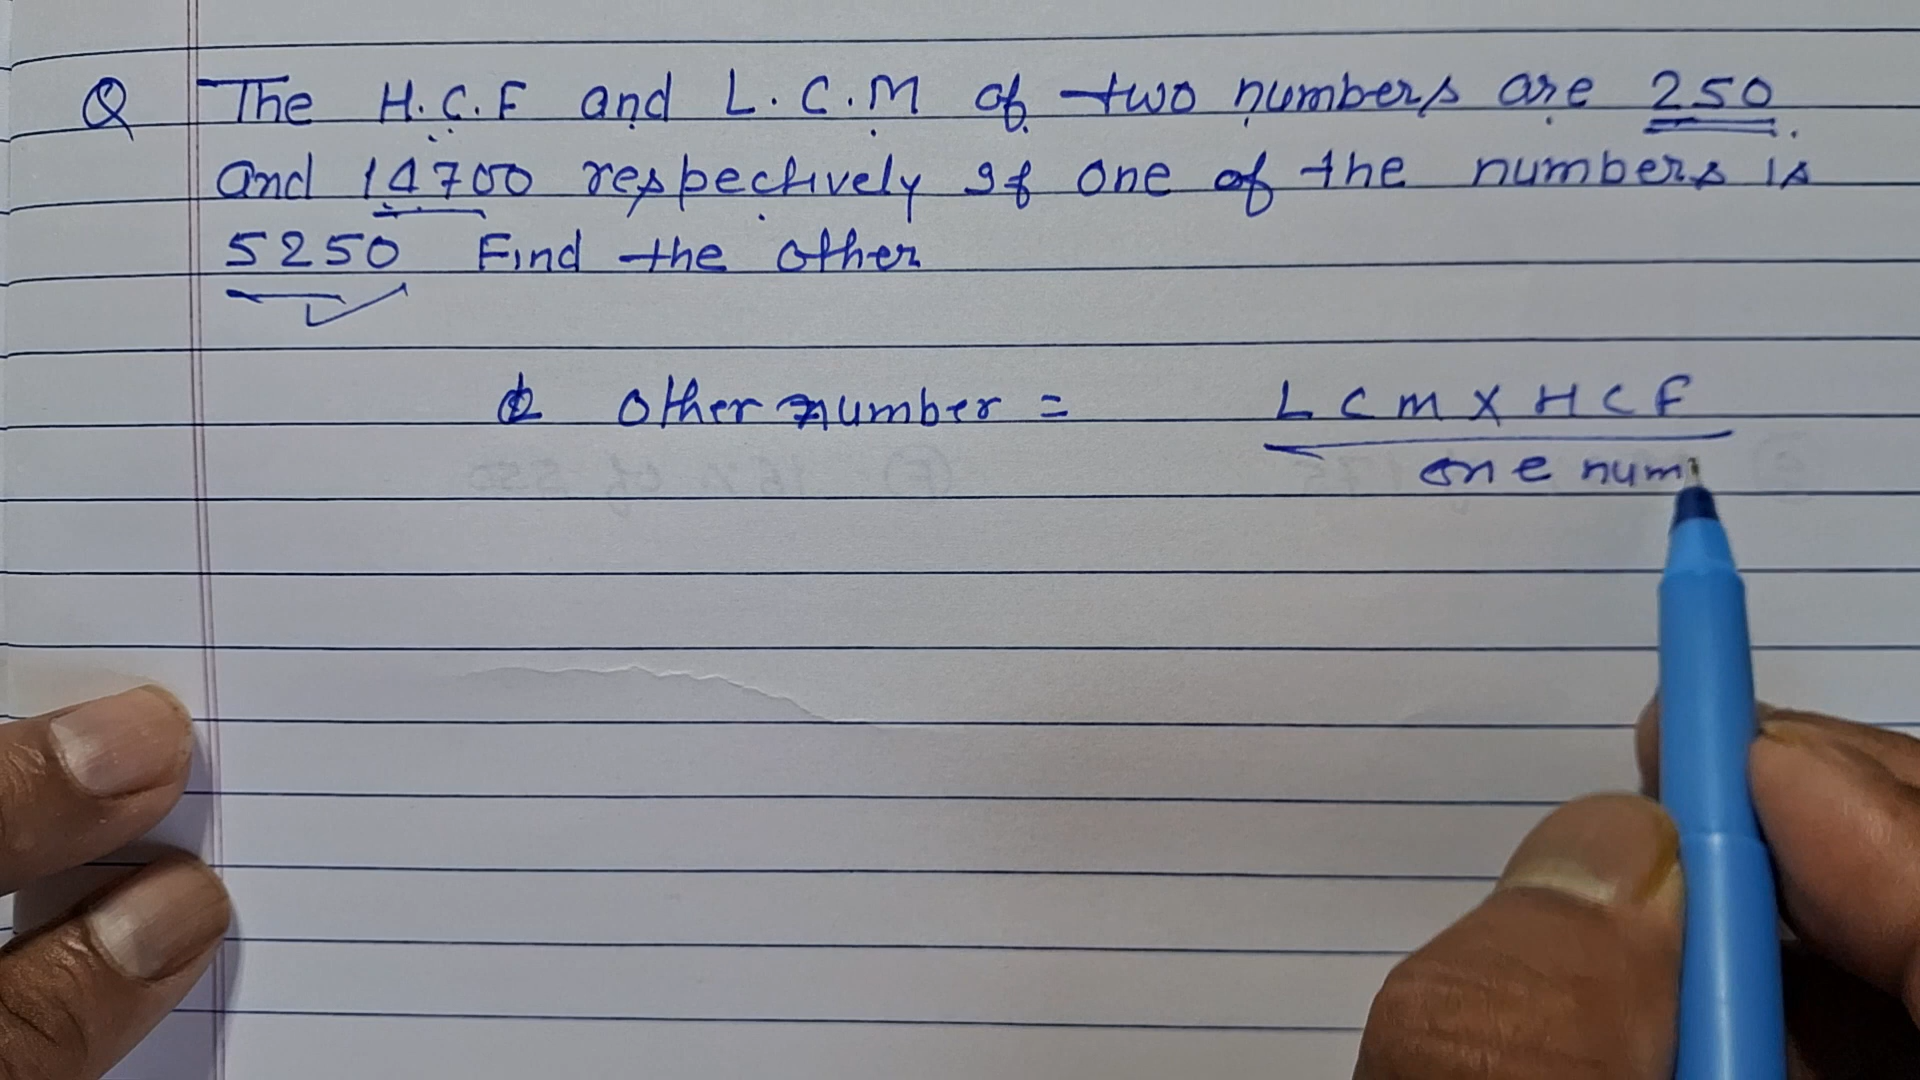 Q The H.C.F and L.C.M of two numbers are 250
and 14700 respectively If one of the numbers is
5250 Find the other
other number = LCM X HCF
one num